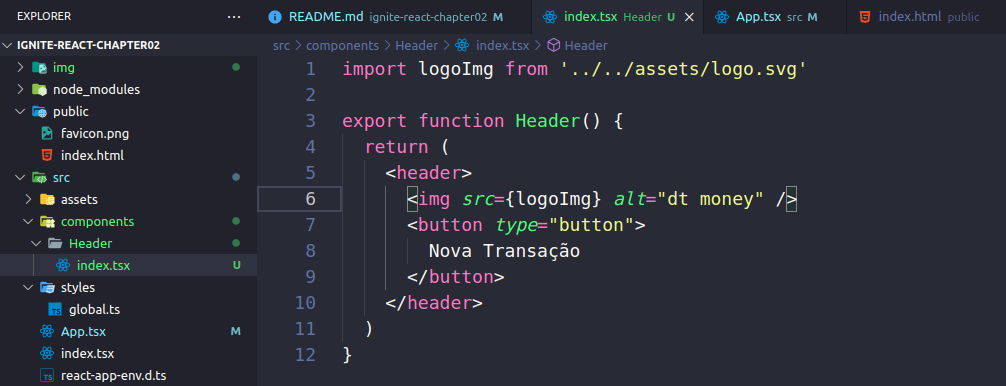 EXPLORER ...
IGNITE-REACT-CHAPTER02
img
node_modules
public
favicon.png
index.html
src
assets
components
Header
index.tsx U
styles
global.ts
App.tsx M
index.tsx
react-app-env.d.ts
README.md ignite-react-chapter02 M
index.tsx Header U
App.tsx src M
index.html public
src > components > Header > index.tsx > Header
1 import logoImg from '../../assets/logo.svg'
2
3 export function Header() {
4 return (
5 <header>
6 <img src={logoImg} alt="dt money" />
7 <button type="button">
8 Nova Transação
9 </button>
10 </header>
11 )
12 }